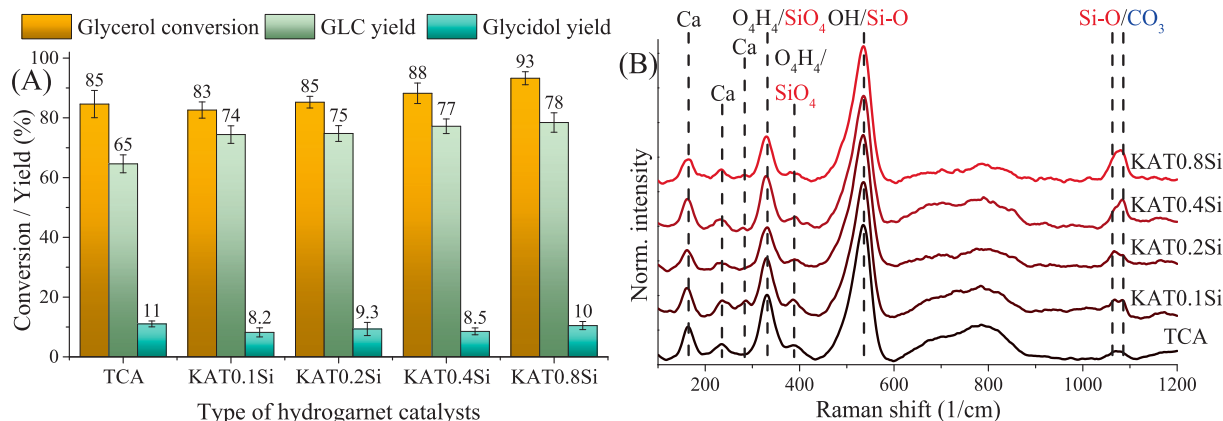 Glycerol conversion GLC yield Glycidol yield
(A)
Conversion / Yield (%)
100
80
60
40
20
0
85
65
11
83
74
8.2
85
75
9.3
88
77
8.5
93
78
10
TCA KAT0.1Si KAT0.2Si KAT0.4Si KAT0.8Si
Type of hydrogarnet catalysts
(B)
Ca O₄H₄/SiO₄ OH/Si-O Si-O/CO₃
Ca
Ca
O₄H₄/
SiO₄
Norm. intensity
KAT0.8Si
KAT0.4Si
KAT0.2Si
KAT0.1Si
TCA
200 400 600 800 1000 1200
Raman shift (1/cm)